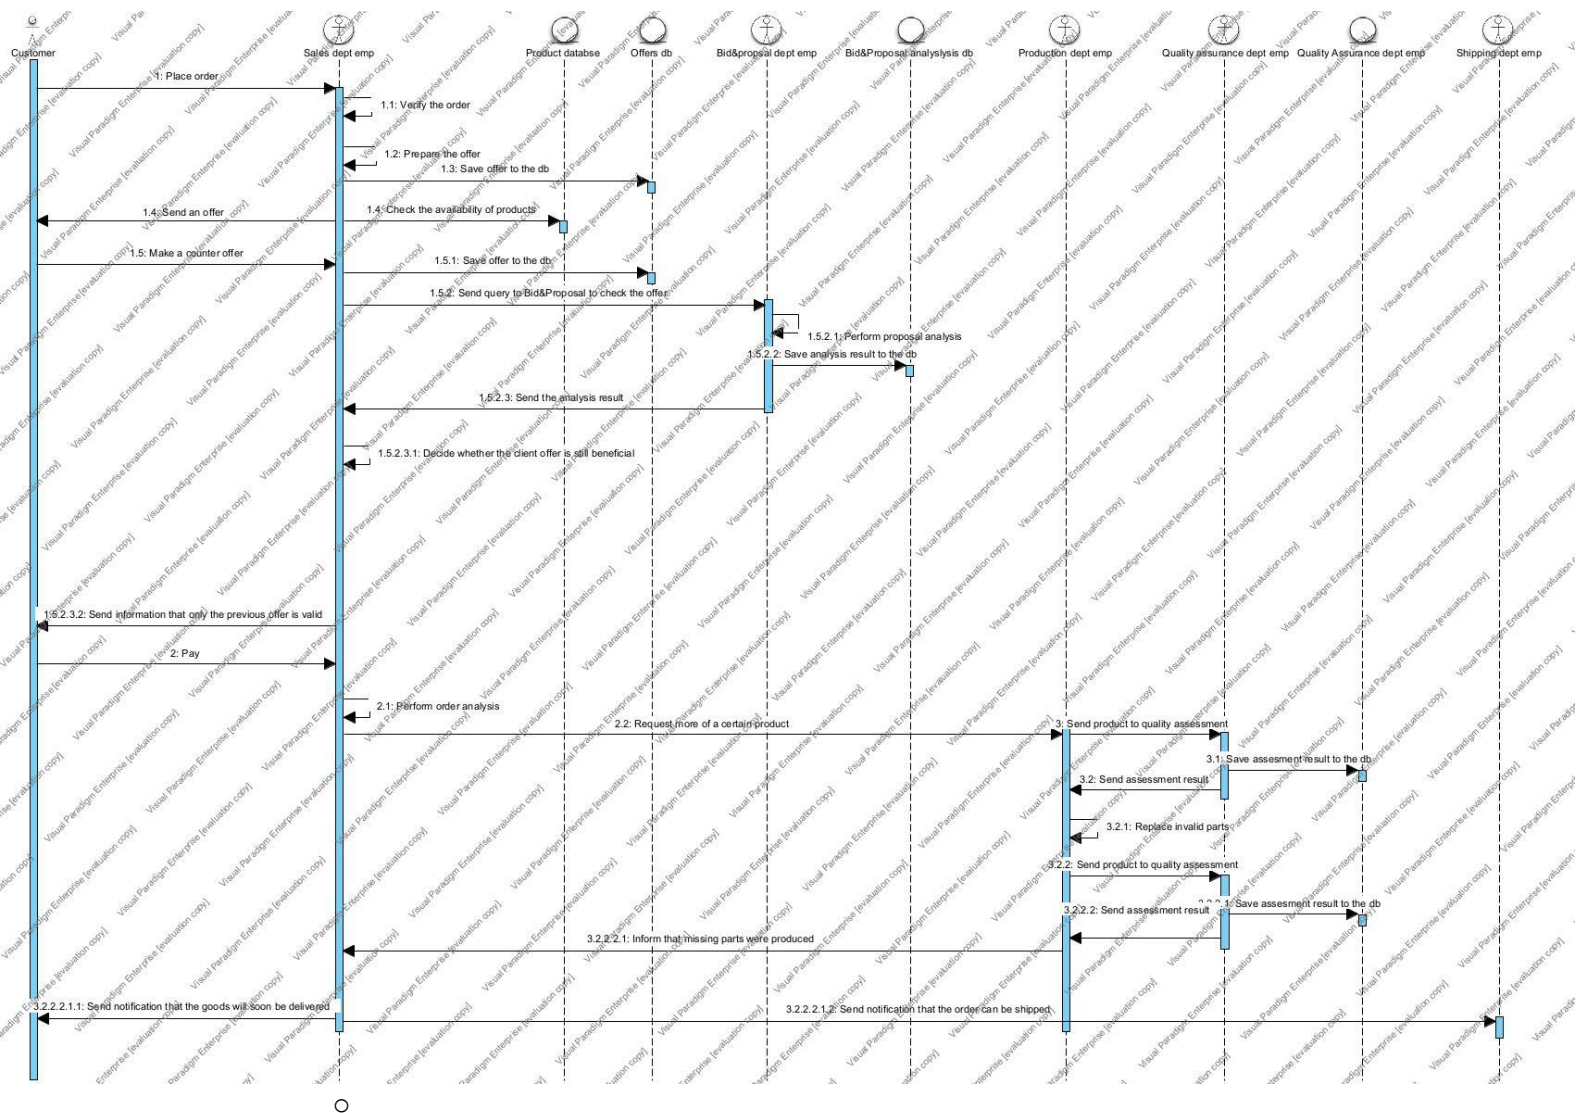 Customer
Sales dept emp
Product databse
Offers db
Bid&proposal dept emp
Bid&Proposal analyslysis db
Production dept emp
Quality assurance dept emp
Quality Assurance dept emp
Shipping dept emp
1: Place order
1.1: Verify the order
1.2: Prepare the offer
1.3: Save offer to the db
1.4: Send an offer
1.4: Check the availability of products
1.5: Make a counter offer
1.5.1: Save offer to the db
1.5.2: Send query to Bid&Proposal to check the offer
1.5.2.1: Perform proposal analysis
1.5.2.2: Save analysis result to the db
1.5.2.3: Send the analysis result
1.5.2.3.1: Decide whether the client offer is still beneficial
1.5.2.3.2: Send information that only the previous offer is valid
2: Pay
2.1: Perform order analysis
2.2: Request more of a certain product
3: Send product to quality assessment
3.1: Save assesment result to the db
3.2: Send assessment result
3.2.1: Replace invalid parts
3.2.2: Send product to quality assessment
3.2.2.1: Save assesment result to the db
3.2.2.2: Send assessment result
3.2.2.2.1: Inform that missing parts were produced
3.2.2.2.1.1: Send notification that the goods will soon be delivered
3.2.2.2.1.2: Send notification that the order can be shipped
Visual Paradigm Enterprise [evaluation copy]